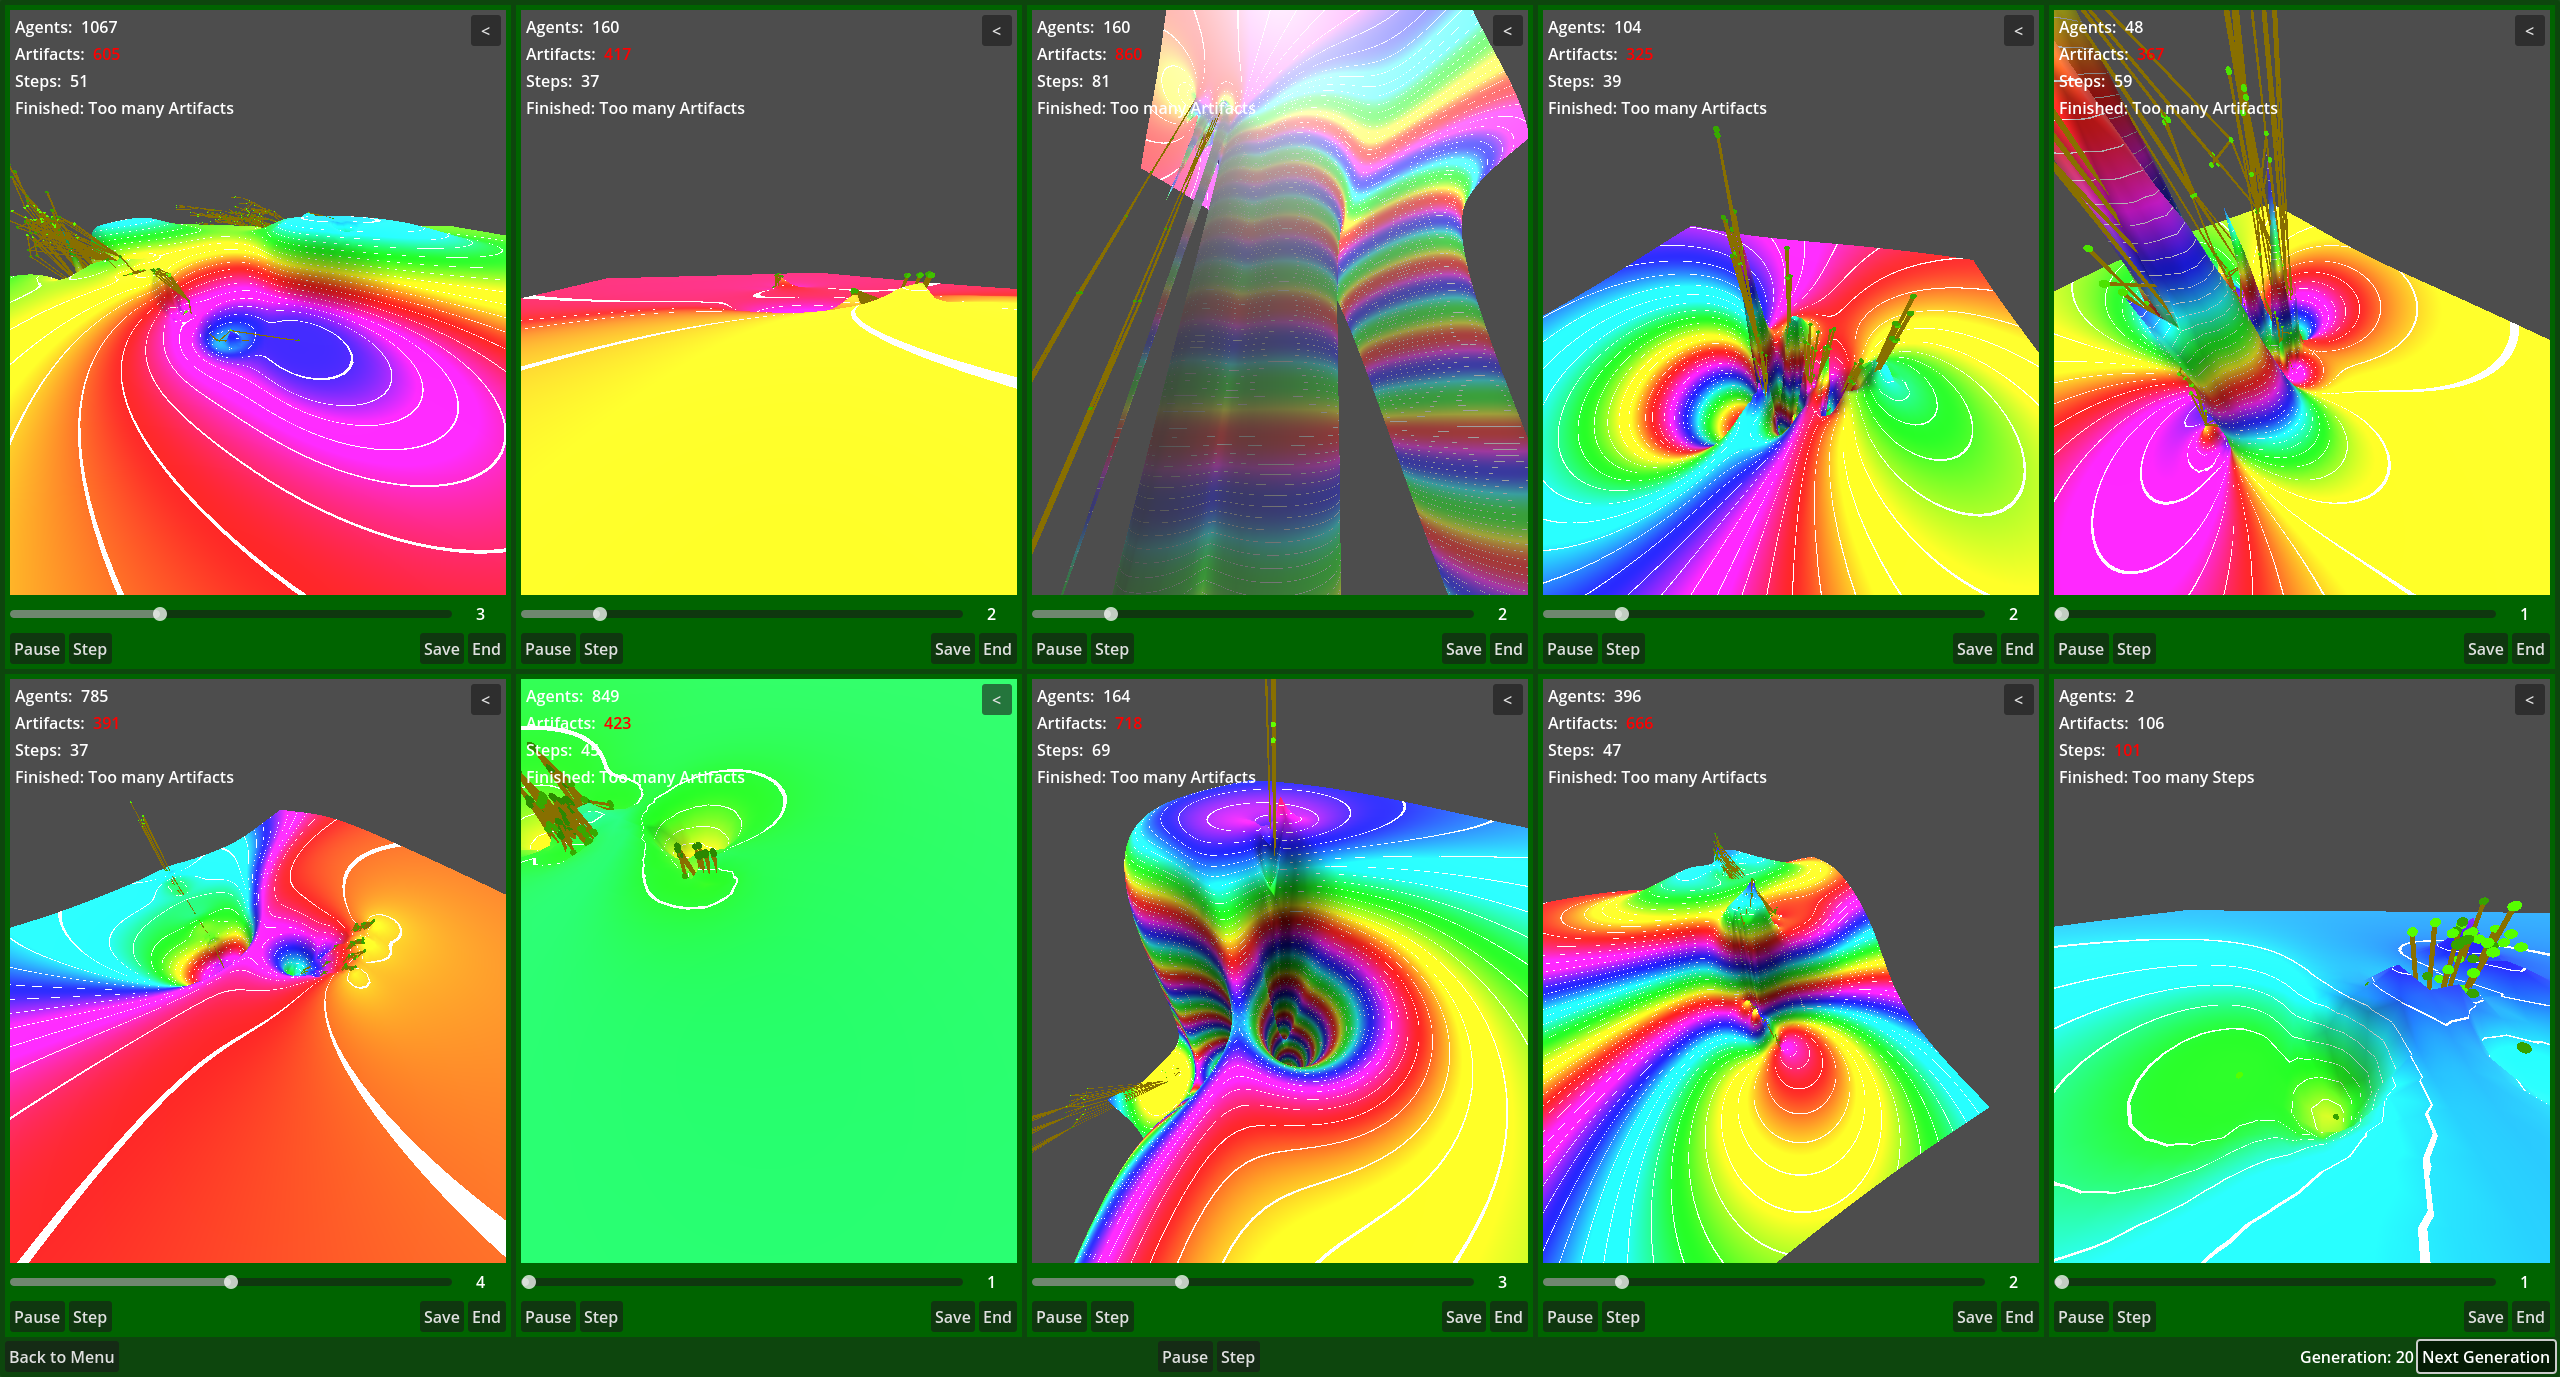 Agents: 1067
Artifacts: 605
Steps: 51
Finished: Too many Artifacts
<
3
Pause Step Save End
Agents: 160
Artifacts: 417
Steps: 37
Finished: Too many Artifacts
<
2
Pause Step Save End
Agents: 160
Artifacts: 860
Steps: 81
Finished: Too many Artifacts
<
2
Pause Step Save End
Agents: 104
Artifacts: 325
Steps: 39
Finished: Too many Artifacts
<
2
Pause Step Save End
Agents: 48
Artifacts: 367
Steps: 59
Finished: Too many Artifacts
<
1
Pause Step Save End
Agents: 785
Artifacts: 391
Steps: 37
Finished: Too many Artifacts
<
4
Pause Step Save End
Agents: 849
Artifacts: 423
Steps: 45
Finished: Too many Artifacts
<
1
Pause Step Save End
Agents: 164
Artifacts: 718
Steps: 69
Finished: Too many Artifacts
<
3
Pause Step Save End
Agents: 396
Artifacts: 666
Steps: 47
Finished: Too many Artifacts
<
2
Pause Step Save End
Agents: 2
Artifacts: 106
Steps: 101
Finished: Too many Steps
<
1
Pause Step Save End
Back to Menu Pause Step Generation: 20 Next Generation